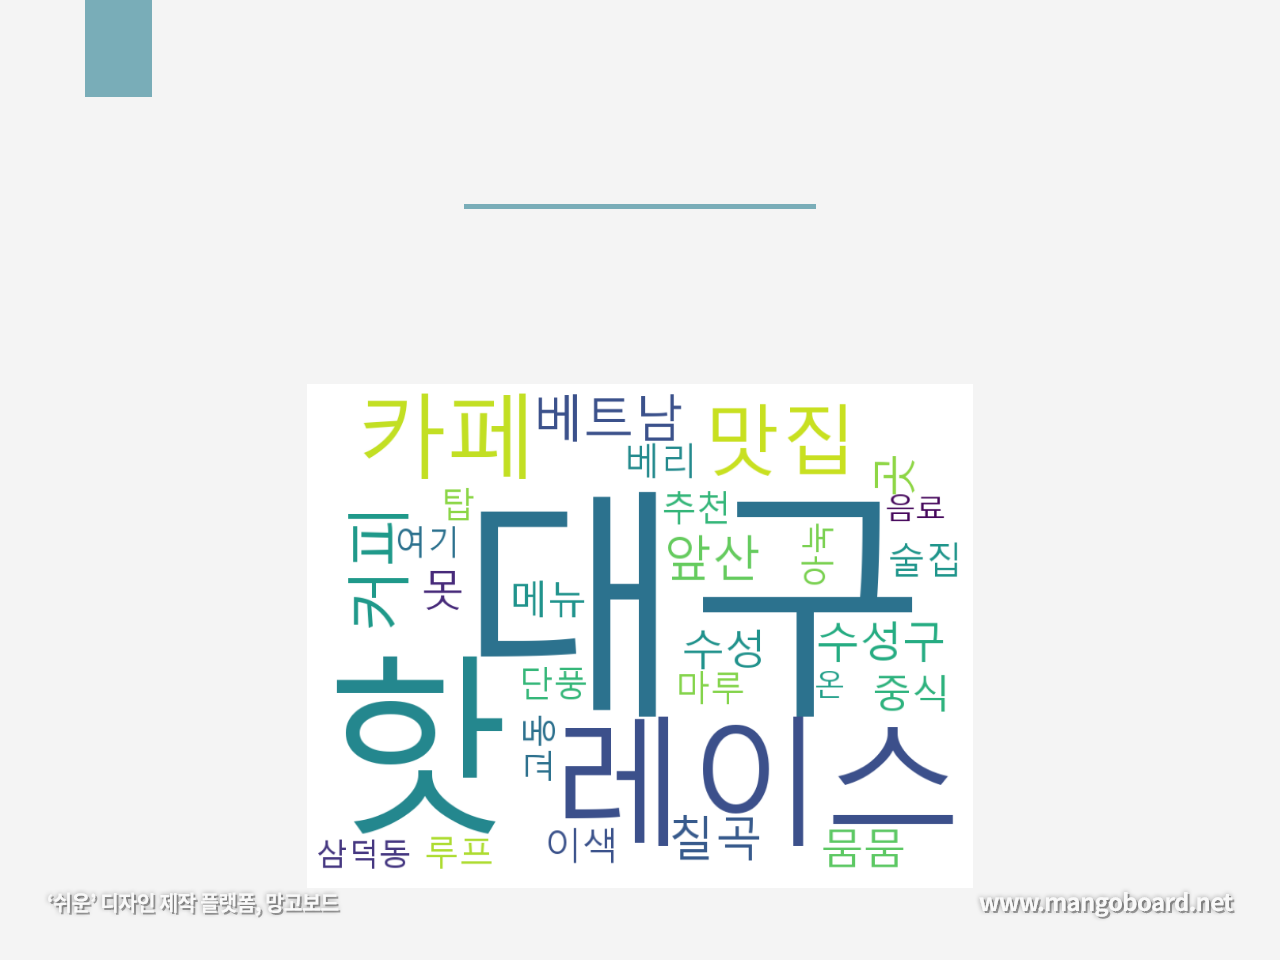 카페
베트남
맛집
베리
곳
탑
추천
음료
커피
여기
대구
앞산
아눅
술집
못
메뉴
핫
수성
수성구
단풍
마루
온
중식
레이스
삼덕동
루프
이색
칠곡
뭄뭄
‘쉬운’ 디자인 제작 플랫폼, 망고보드
www.mangoboard.net